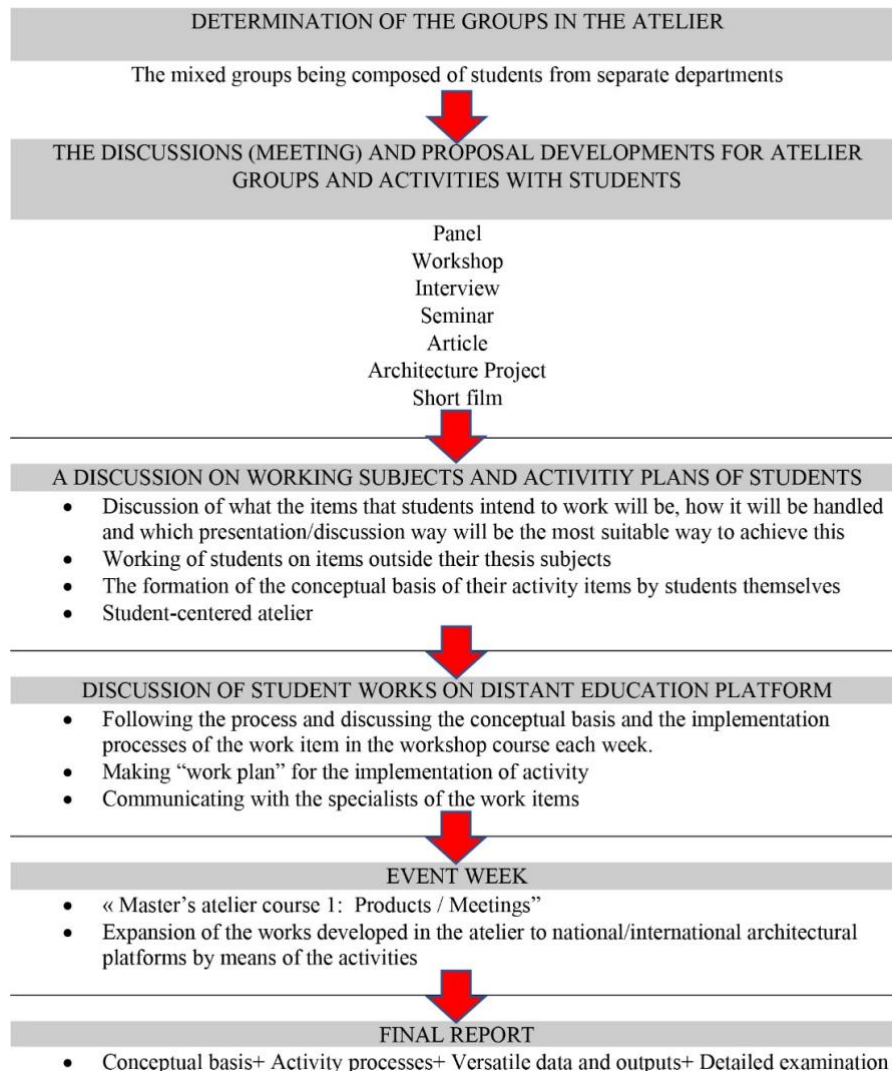 DETERMINATION OF THE GROUPS IN THE ATELIER
The mixed groups being composed of students from separate departments
THE DISCUSSIONS (MEETING) AND PROPOSAL DEVELOPMENTS FOR ATELIER
GROUPS AND ACTIVITIES WITH STUDENTS
Panel
Workshop
Interview
Seminar
Article
Architecture Project
Short film
A DISCUSSION ON WORKING SUBJECTS AND ACTIVITIY PLANS OF STUDENTS
• Discussion of what the items that students intend to work will be, how it will be handled
and which presentation/discussion way will be the most suitable way to achieve this
• Working of students on items outside their thesis subjects
• The formation of the conceptual basis of their activity items by students themselves
• Student-centered atelier
DISCUSSION OF STUDENT WORKS ON DISTANT EDUCATION PLATFORM
• Following the process and discussing the conceptual basis and the implementation
processes of the work item in the workshop course each week.
• Making “work plan” for the implementation of activity
• Communicating with the specialists of the work items
EVENT WEEK
• « Master’s atelier course 1:  Products / Meetings”
• Expansion of the works developed in the atelier to national/international architectural
platforms by means of the activities
FINAL REPORT
• Conceptual basis+ Activity processes+ Versatile data and outputs+ Detailed examination